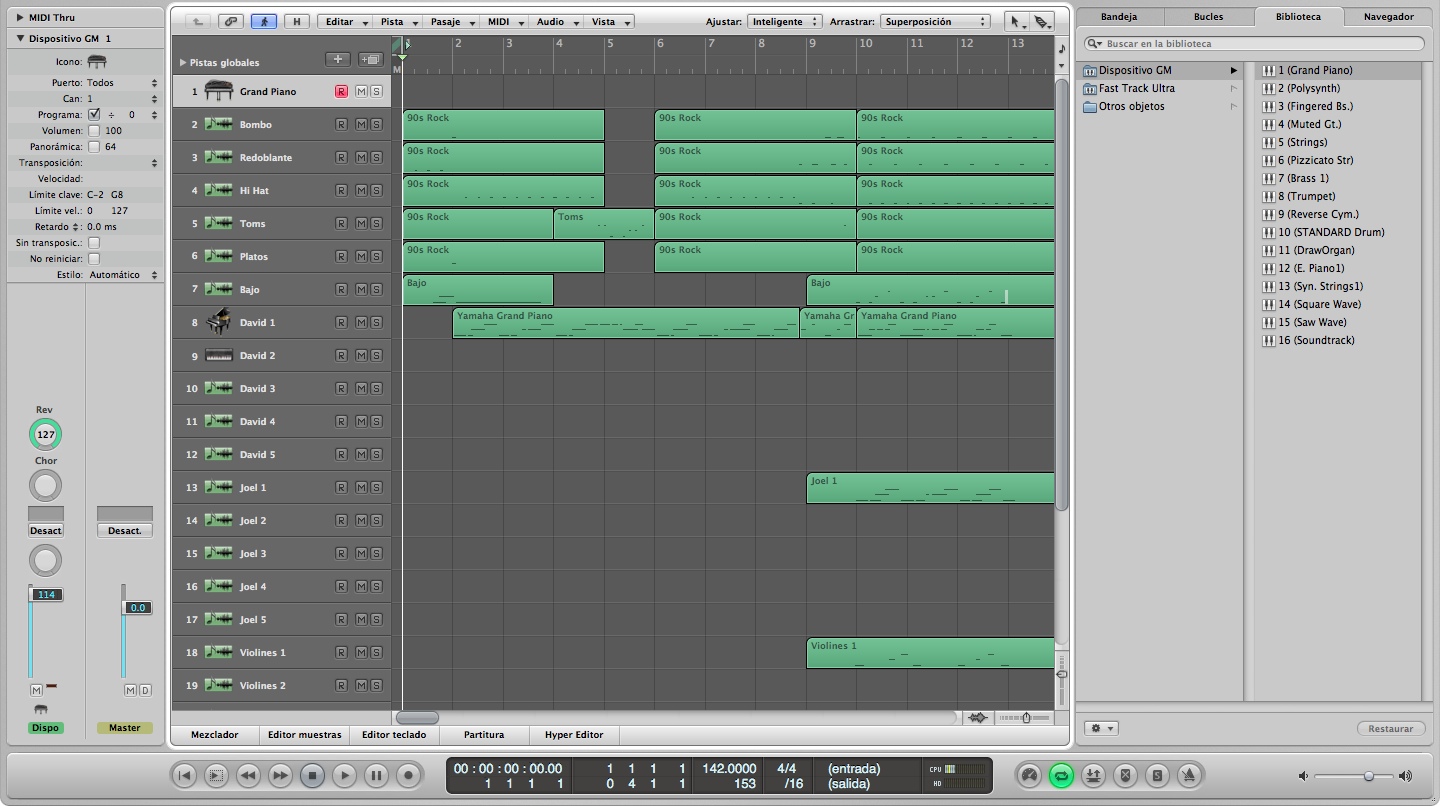 MIDI Thru
Dispositivo GM 1
Icono:
Puerto: Todos
Can: 1
Programa: ÷ 0
Volumen: 100
Panorámica: 64
Transposición:
Velocidad:
Límite clave: C-2 G8
Límite vel.: 0 127
Retardo : 0.0 ms
Sin transposic.:
No reiniciar:
Estilo: Automático
Rev
127
Chor
Desact
Desact.
114
0.0
M
M D
Dispo
Master
H
Editar
Pista
Pasaje
MIDI
Audio
Vista
Ajustar: Inteligente
Arrastrar: Superposición
Pistas globales
M
1 2 3 4 5 6 7 8 9 10 11 12 13
1 Grand Piano R M S
2 Bombo R M S
90s Rock 90s Rock 90s Rock
3 Redoblante R M S
90s Rock 90s Rock 90s Rock
4 Hi Hat R M S
90s Rock 90s Rock 90s Rock
5 Toms R M S
90s Rock Toms 90s Rock 90s Rock
6 Platos R M S
90s Rock 90s Rock 90s Rock
7 Bajo R M S
Bajo Bajo
8 David 1 R M S
Yamaha Grand Piano Yamaha Gr Yamaha Grand Piano
9 David 2 R M S
10 David 3 R M S
11 David 4 R M S
12 David 5 R M S
13 Joel 1 R M S
Joel 1
14 Joel 2 R M S
15 Joel 3 R M S
16 Joel 4 R M S
17 Joel 5 R M S
18 Violines 1 R M S
Violines 1
19 Violines 2 R M S
Mezclador
Editor muestras
Editor teclado
Partitura
Hyper Editor
Bandeja
Bucles
Biblioteca
Navegador
Buscar en la biblioteca
Dispositivo GM
Fast Track Ultra
Otros objetos
1 (Grand Piano)
2 (Polysynth)
3 (Fingered Bs.)
4 (Muted Gt.)
5 (Strings)
6 (Pizzicato Str)
7 (Brass 1)
8 (Trumpet)
9 (Reverse Cym.)
10 (STANDARD Drum)
11 (DrawOrgan)
12 (E. Piano1)
13 (Syn. Strings1)
14 (Square Wave)
15 (Saw Wave)
16 (Soundtrack)
Restaurar
00 : 00 : 00 : 00.00 1 1 1 1 142.0000 4/4 (entrada) CPU
1 1 1 1 0 4 1 1 153 /16 (salida) HD
S